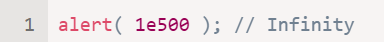 1 alert( 1e500 ); // Infinity